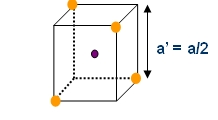 a' = a/2